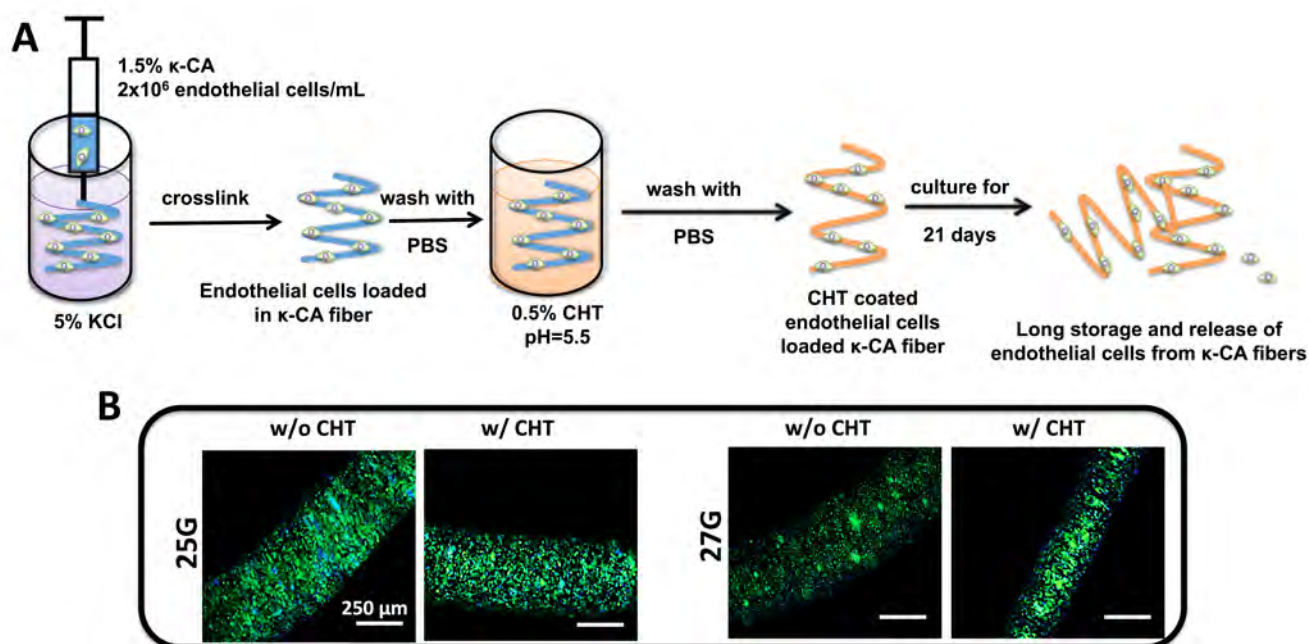 A
1.5% κ-CA
2x10⁶ endothelial cells/mL
5% KCl
crosslink
Endothelial cells loaded
in κ-CA fiber
wash with
PBS
0.5% CHT
pH=5.5
wash with
PBS
CHT coated
endothelial cells
loaded κ-CA fiber
culture for
21 days
Long storage and release of
endothelial cells from κ-CA fibers
B
w/o CHT
w/ CHT
w/o CHT
w/ CHT
25G
250 μm
27G